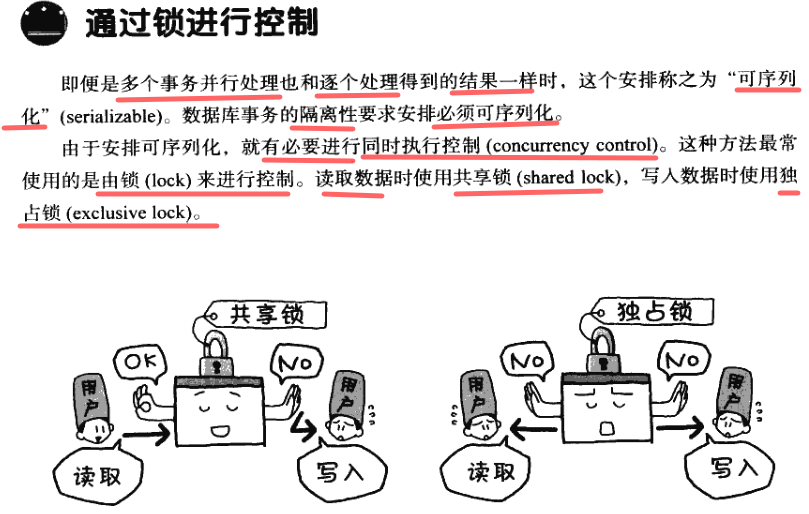 通过锁进行控制
即便是多个事务并行处理也和逐个处理得到的结果一样时，这个安排称之为“可序列
化”(serializable)。数据库事务的隔离性要求安排必须可序列化。
由于安排可序列化，就有必要进行同时执行控制 (concurrency control)。这种方法最常
使用的是由锁 (lock) 来进行控制。读取数据时使用共享锁 (shared lock)，写入数据时使用独
占锁 (exclusive lock)。
共享锁
OK
NO
用户
用户
读取
写入
独占锁
NO
NO
用户
用户
读取
写入